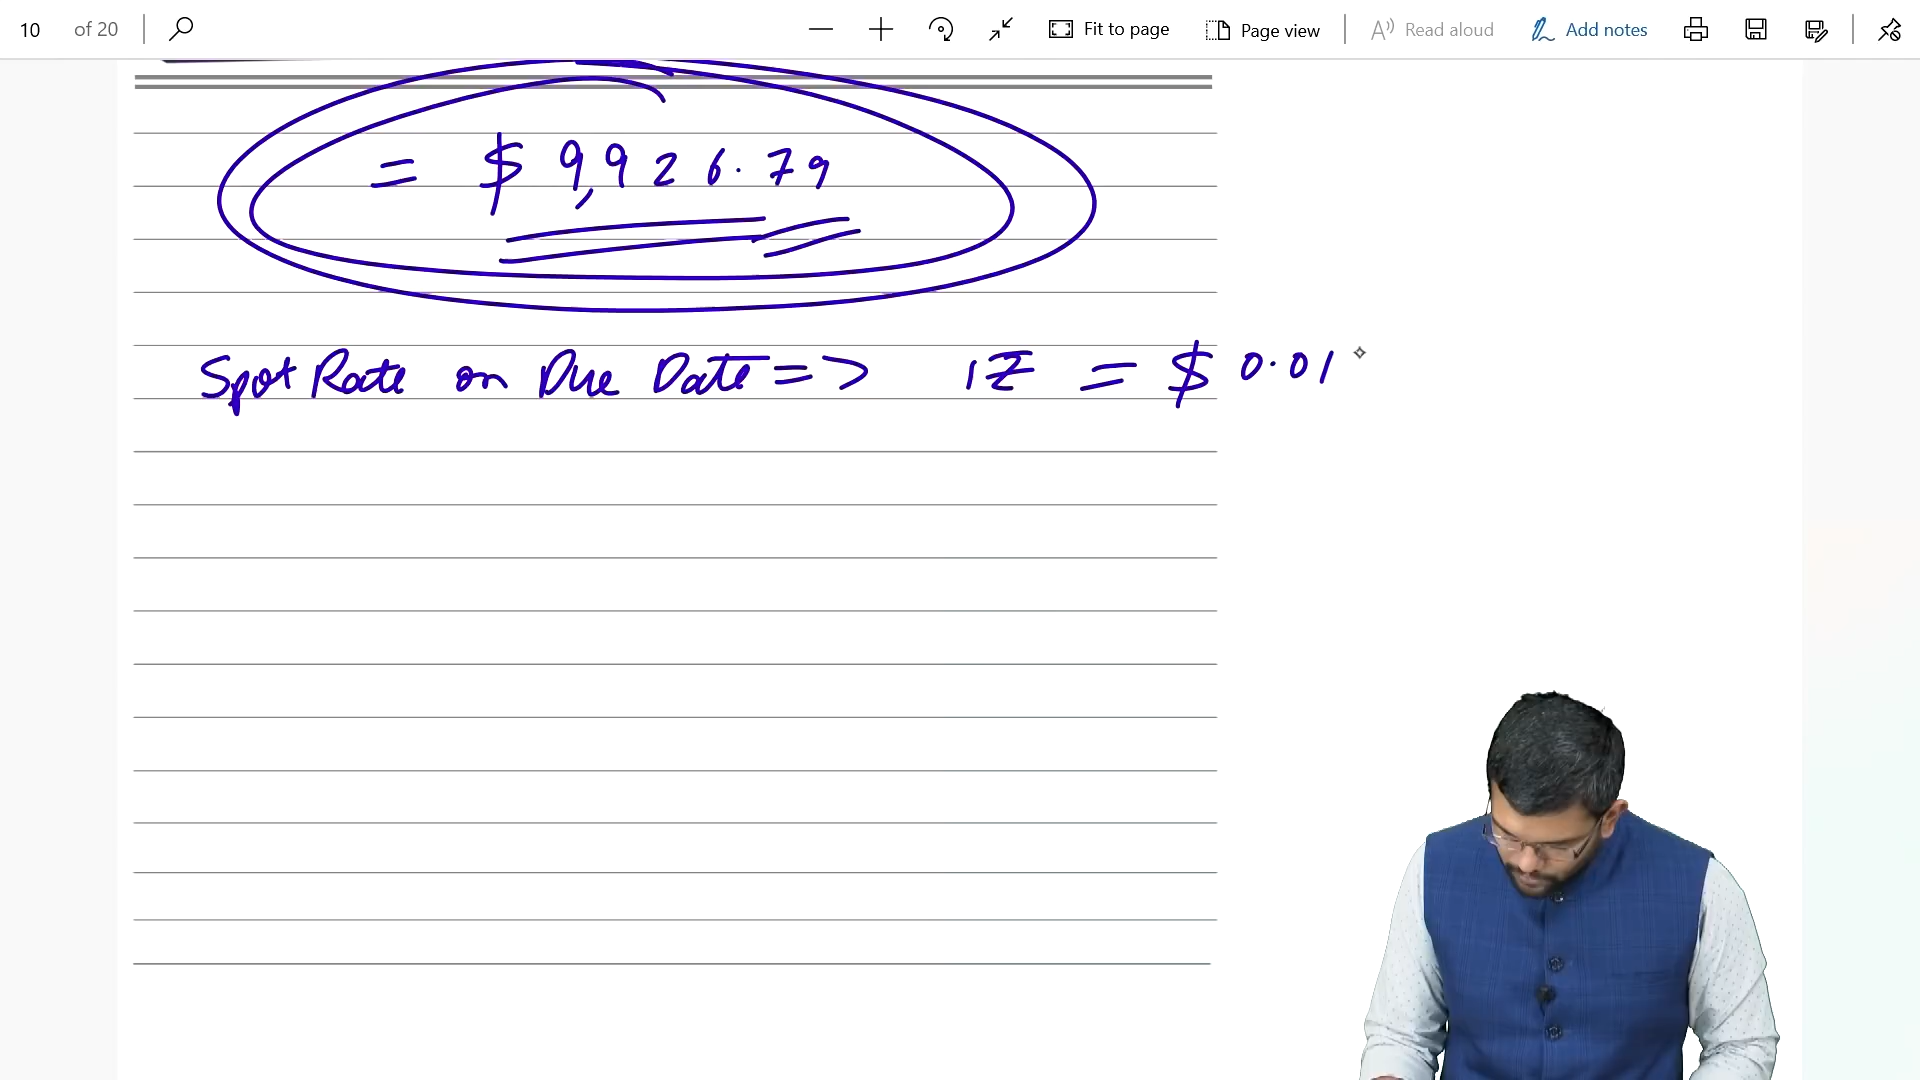 10 of 20 Fit to page Page view Read aloud Add notes
= $ 9,926.79
Spot Rate on Due Date => 1Z = $ 0.01